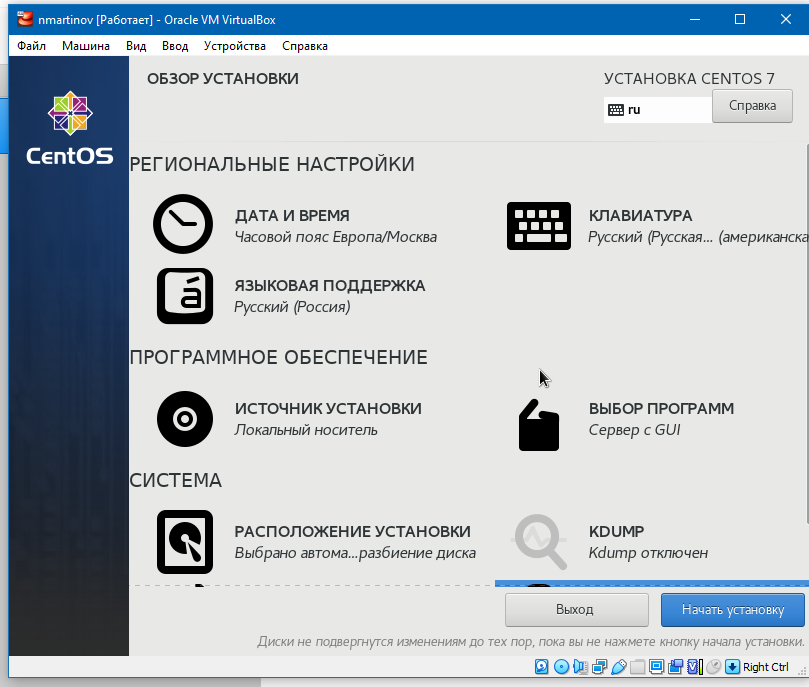 nmartinov [Работает] - Oracle VM VirtualBox
Файл Машина Вид Ввод Устройства Справка
ОБЗОР УСТАНОВКИ
УСТАНОВКА CENTOS 7
ru
Справка
CentOS
РЕГИОНАЛЬНЫЕ НАСТРОЙКИ
ДАТА И ВРЕМЯ
Часовой пояс Европа/Москва
КЛАВИАТУРА
Русский (Русская... (американска
ЯЗЫКОВАЯ ПОДДЕРЖКА
Русский (Россия)
ПРОГРАММНОЕ ОБЕСПЕЧЕНИЕ
ИСТОЧНИК УСТАНОВКИ
Локальный носитель
ВЫБОР ПРОГРАММ
Сервер с GUI
СИСТЕМА
РАСПОЛОЖЕНИЕ УСТАНОВКИ
Выбрано автома...разбиение диска
KDUMP
Kdump отключен
Выход
Начать установку
Диски не подвергнутся изменениям до тех пор, пока вы не нажмете кнопку начала установки.
Right Ctrl